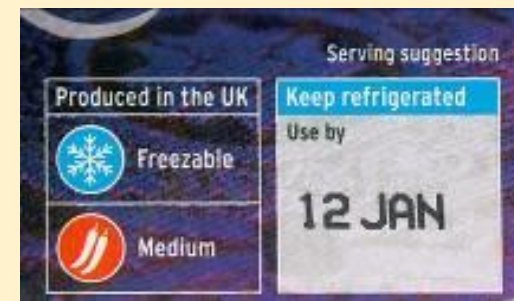 Serving suggestion
Produced in the UK
Freezable
Medium
Keep refrigerated
Use by
12 JAN